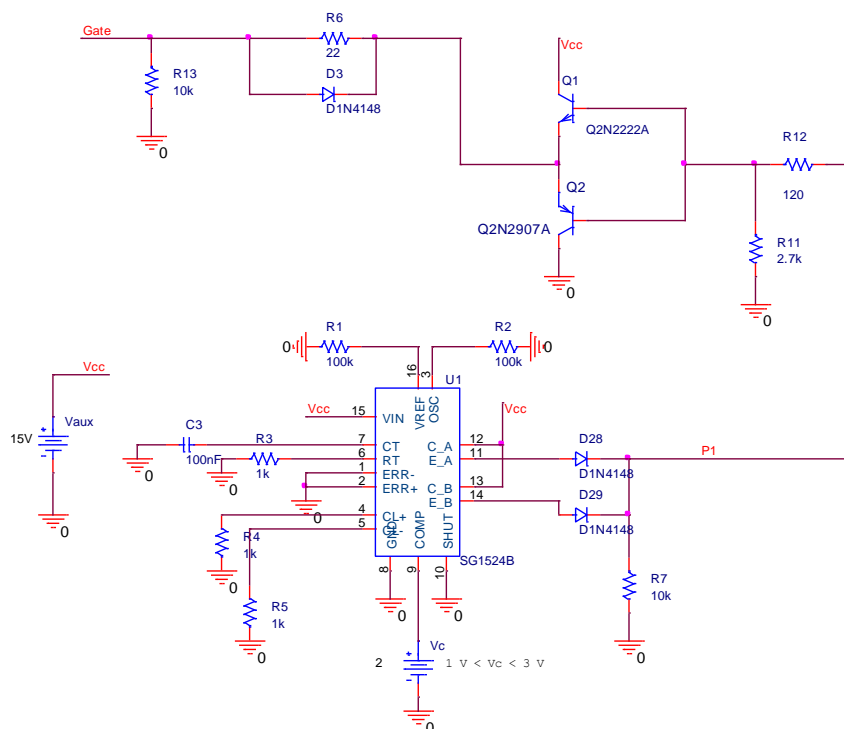 Gate
R6
22
D3
D1N4148
R13
10k
0
Vcc
Q1
Q2N2222A
Q2
Q2N2907A
0
R12
120
R11
2.7k
0
R1
100k
0
R2
100k
0
U1
16
3
VREF
OSC
Vcc
15
VIN
C3
100nF
0
7
CT
R3
1k
0
6
RT
1
ERR-
2
ERR+
0
4
CL+
5
CL-
R4
1k
0
R5
1k
0
GND
COMP
SHUT
8
9
10
0
0
SG1524B
C_A
12
E_A
11
C_B
13
E_B
14
Vcc
D28
D1N4148
D29
D1N4148
P1
R7
10k
0
Vcc
Vaux
15V
0
Vc
2
1 V < Vc < 3 V
0